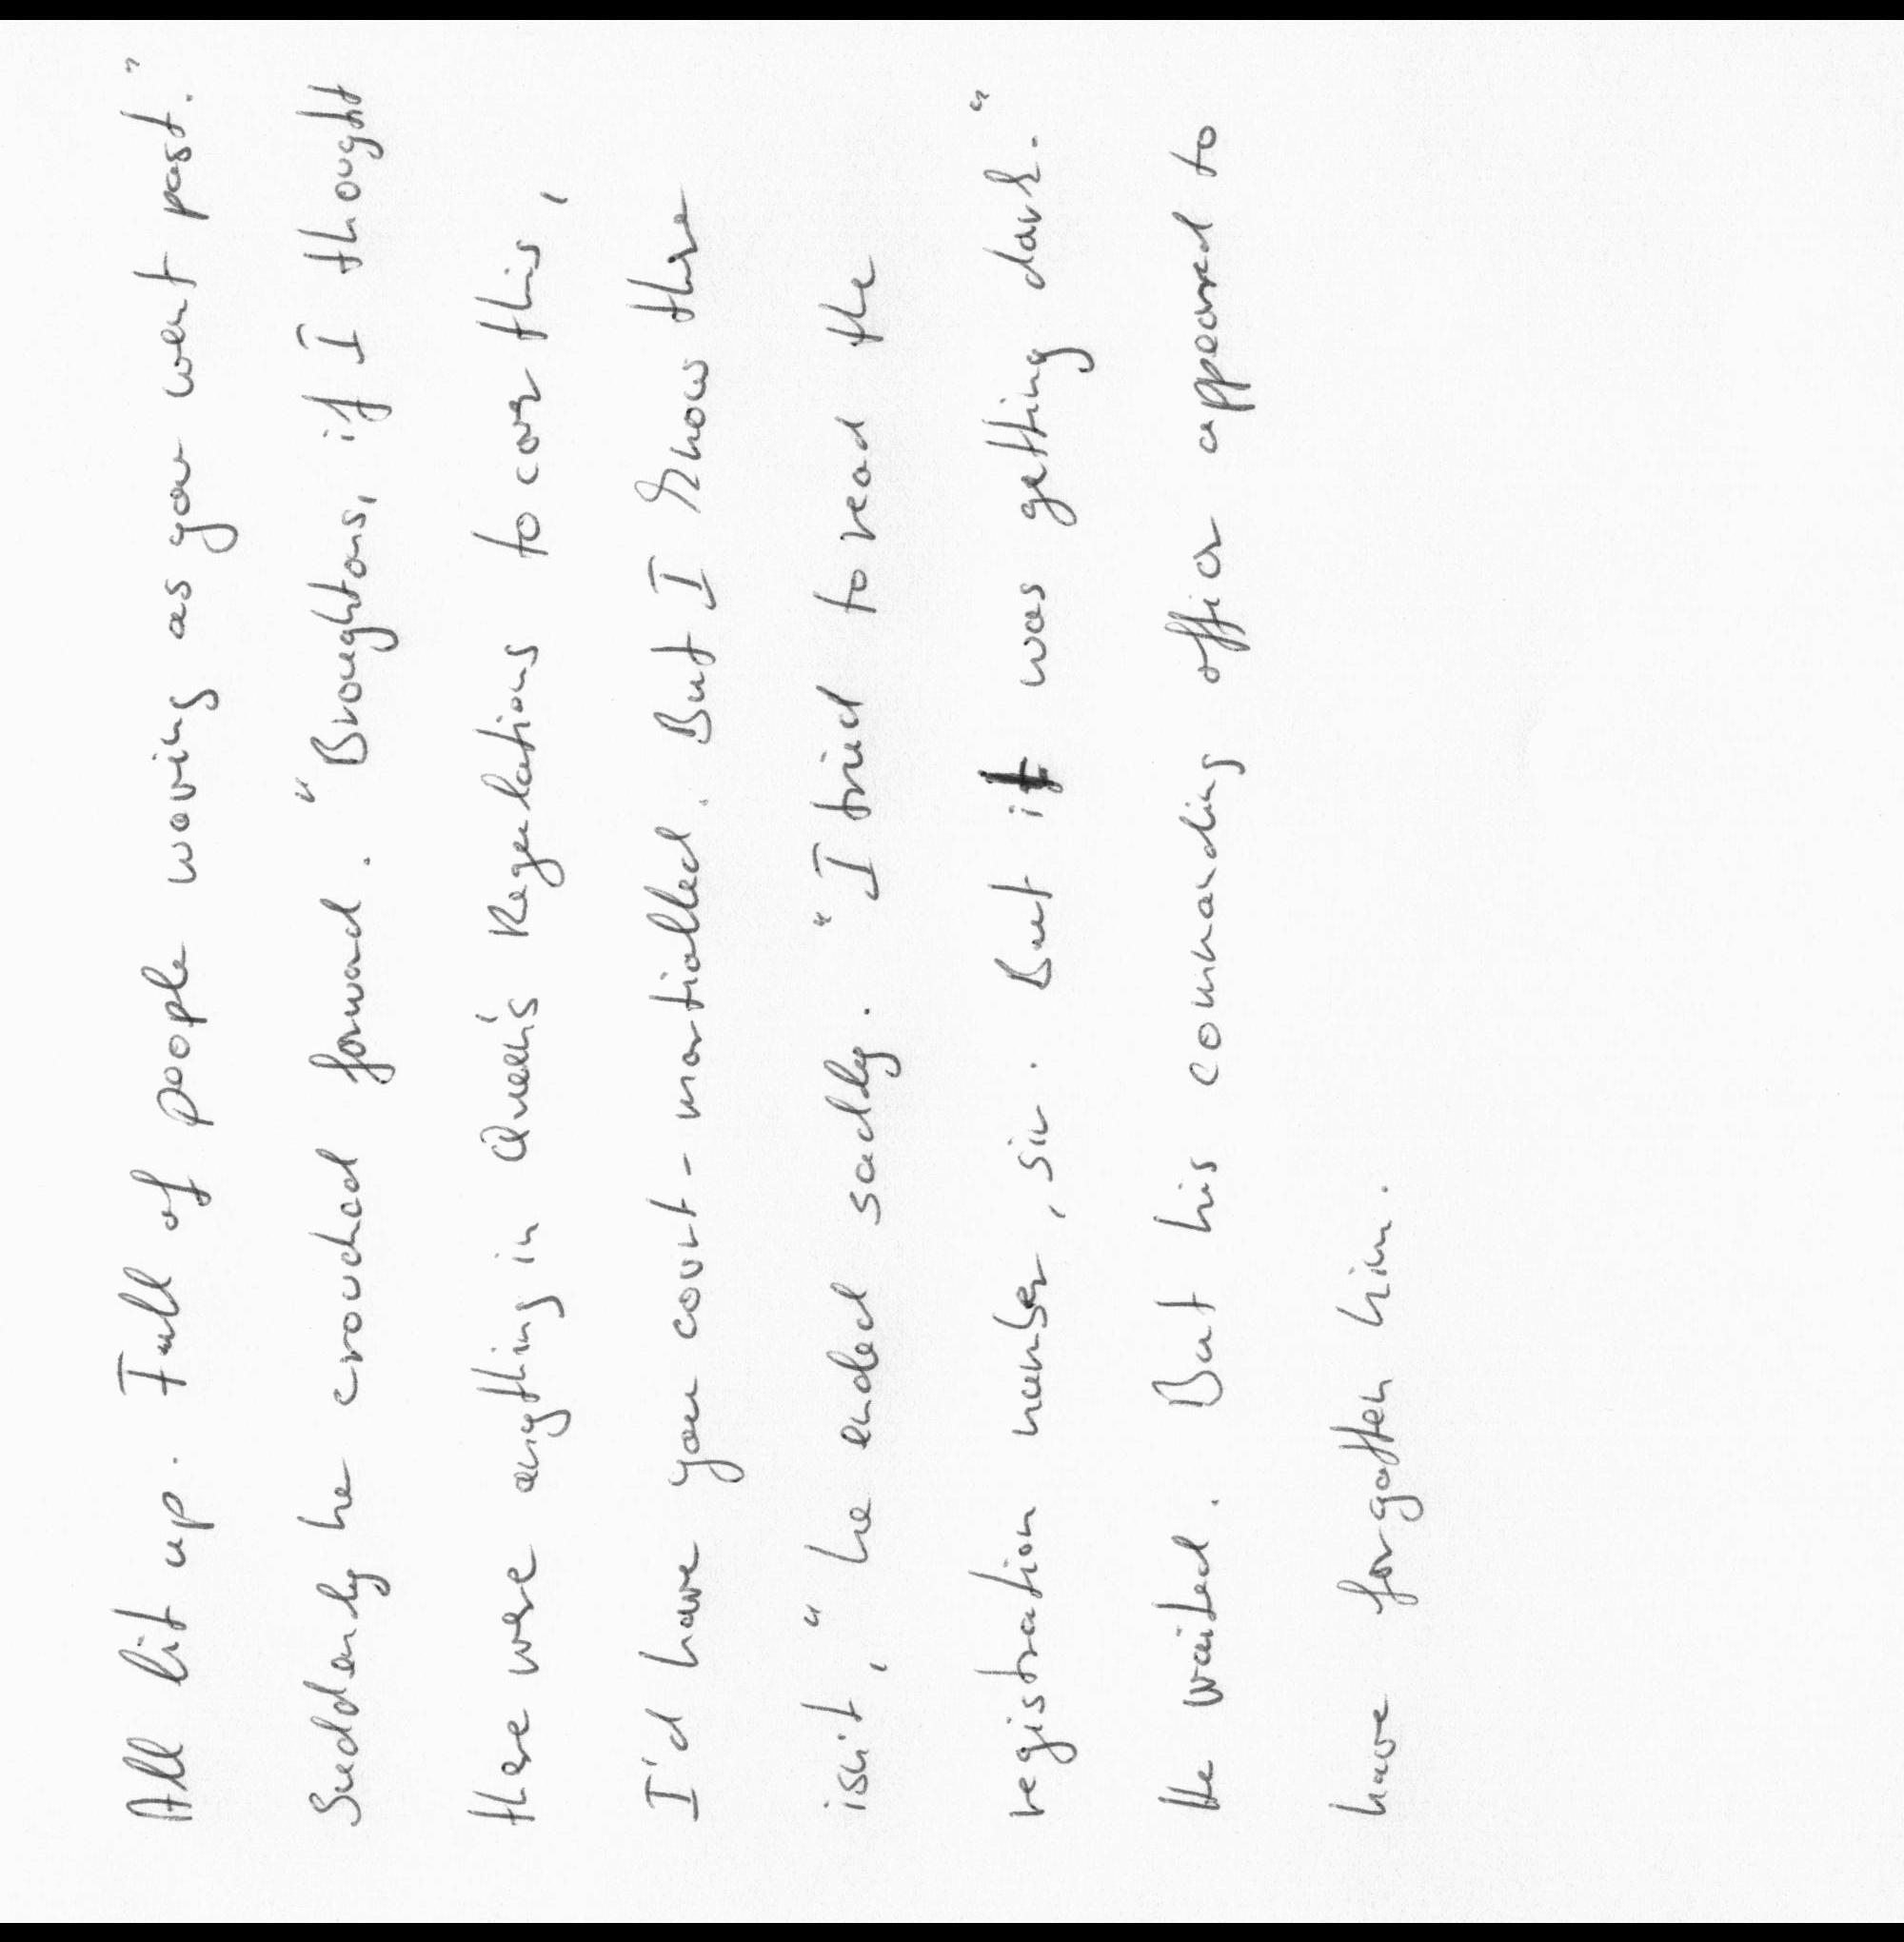 All lit up. Full of people waving as you went past."
Suddenly he crouched forward. "Broughtons, if I thought
there were anything in Queen's Regulations to cover this,
I'd have you court-martialled. But I know there
isn't," he ended sadly. "I tried to read the
registration number, sir. But it was getting dark."
He waited. But his commanding officer appeared to
have forgotten him.